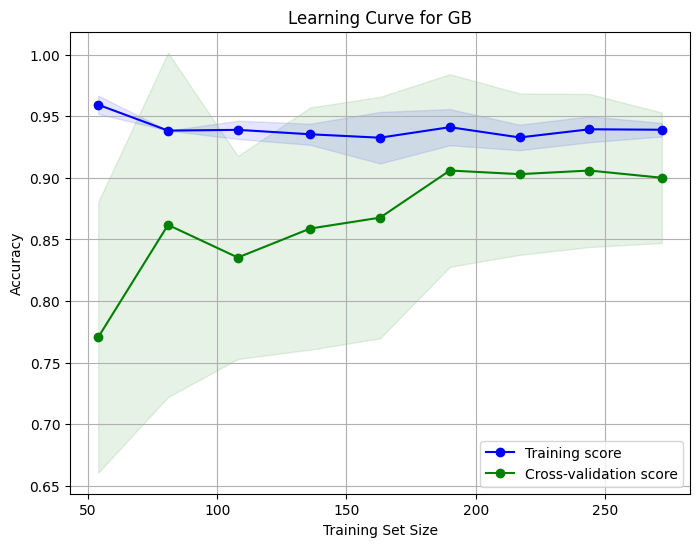 Learning Curve for GB
1.00
0.95
0.90
0.85
0.80
0.75
0.70
0.65
Accuracy
50
100
150
200
250
Training Set Size
Training score
Cross-validation score